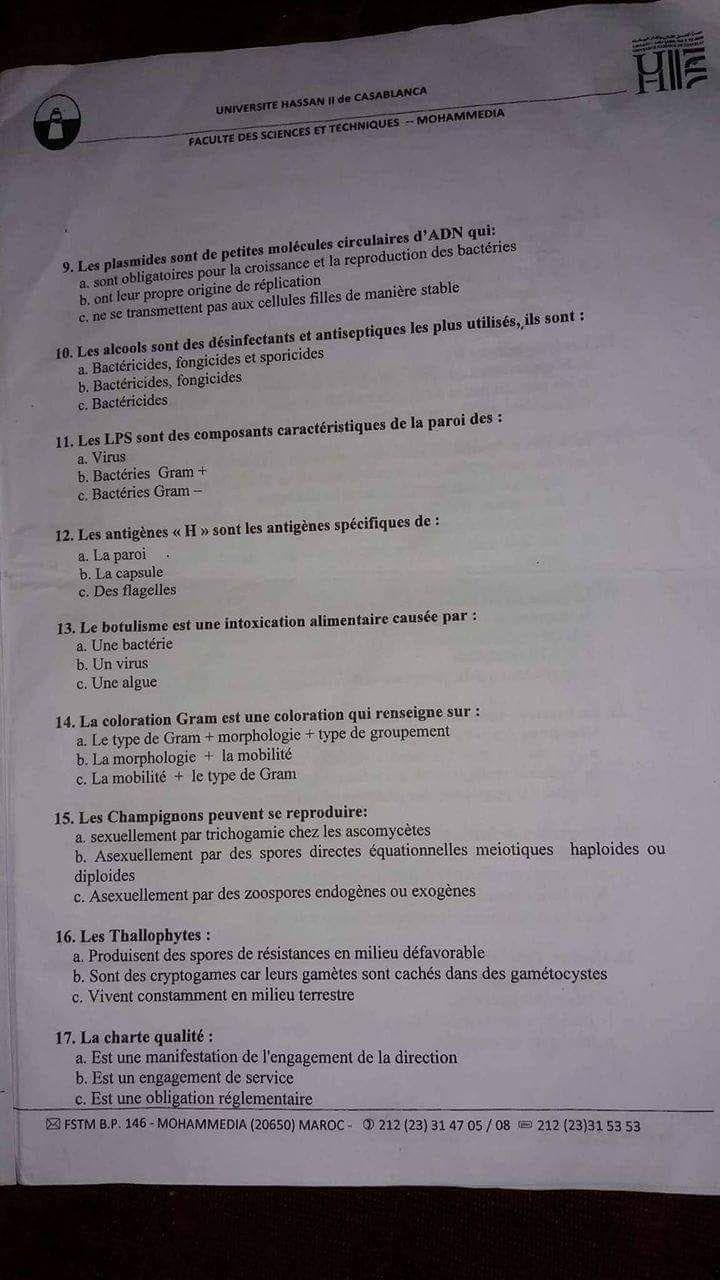 UNIVERSITE HASSAN II de CASABLANCA
FACULTE DES SCIENCES ET TECHNIQUES -- MOHAMMEDIA
9. Les plasmides sont de petites molécules circulaires d'ADN qui:
a. sont obligatoires pour la croissance et la reproduction des bactéries
b. ont leur propre origine de réplication
c. ne se transmettent pas aux cellules filles de manière stable
10. Les alcools sont des désinfectants et antiseptiques les plus utilisés, ils sont :
a. Bactéricides, fongicides et sporicides
b. Bactéricides, fongicides
c. Bactéricides
11. Les LPS sont des composants caractéristiques de la paroi des :
a. Virus
b. Bactéries Gram +
c. Bactéries Gram –
12. Les antigènes « H » sont les antigènes spécifiques de :
a. La paroi
b. La capsule
c. Des flagelles
13. Le botulisme est une intoxication alimentaire causée par :
a. Une bactérie
b. Un virus
c. Une algue
14. La coloration Gram est une coloration qui renseigne sur :
a. Le type de Gram + morphologie + type de groupement
b. La morphologie + la mobilité
c. La mobilité + le type de Gram
15. Les Champignons peuvent se reproduire:
a. sexuellement par trichogamie chez les ascomycètes
b. Asexuellement par des spores directes équationnelles meiotiques haploides ou
diploides
c. Asexuellement par des zoospores endogènes ou exogènes
16. Les Thallophytes :
a. Produisent des spores de résistances en milieu défavorable
b. Sont des cryptogames car leurs gamètes sont cachés dans des gamétocystes
c. Vivent constamment en milieu terrestre
17. La charte qualité :
a. Est une manifestation de l'engagement de la direction
b. Est un engagement de service
c. Est une obligation réglementaire
FSTM B.P. 146 - MOHAMMEDIA (20650) MAROC - 212 (23) 31 47 05 / 08 212 (23)31 53 53